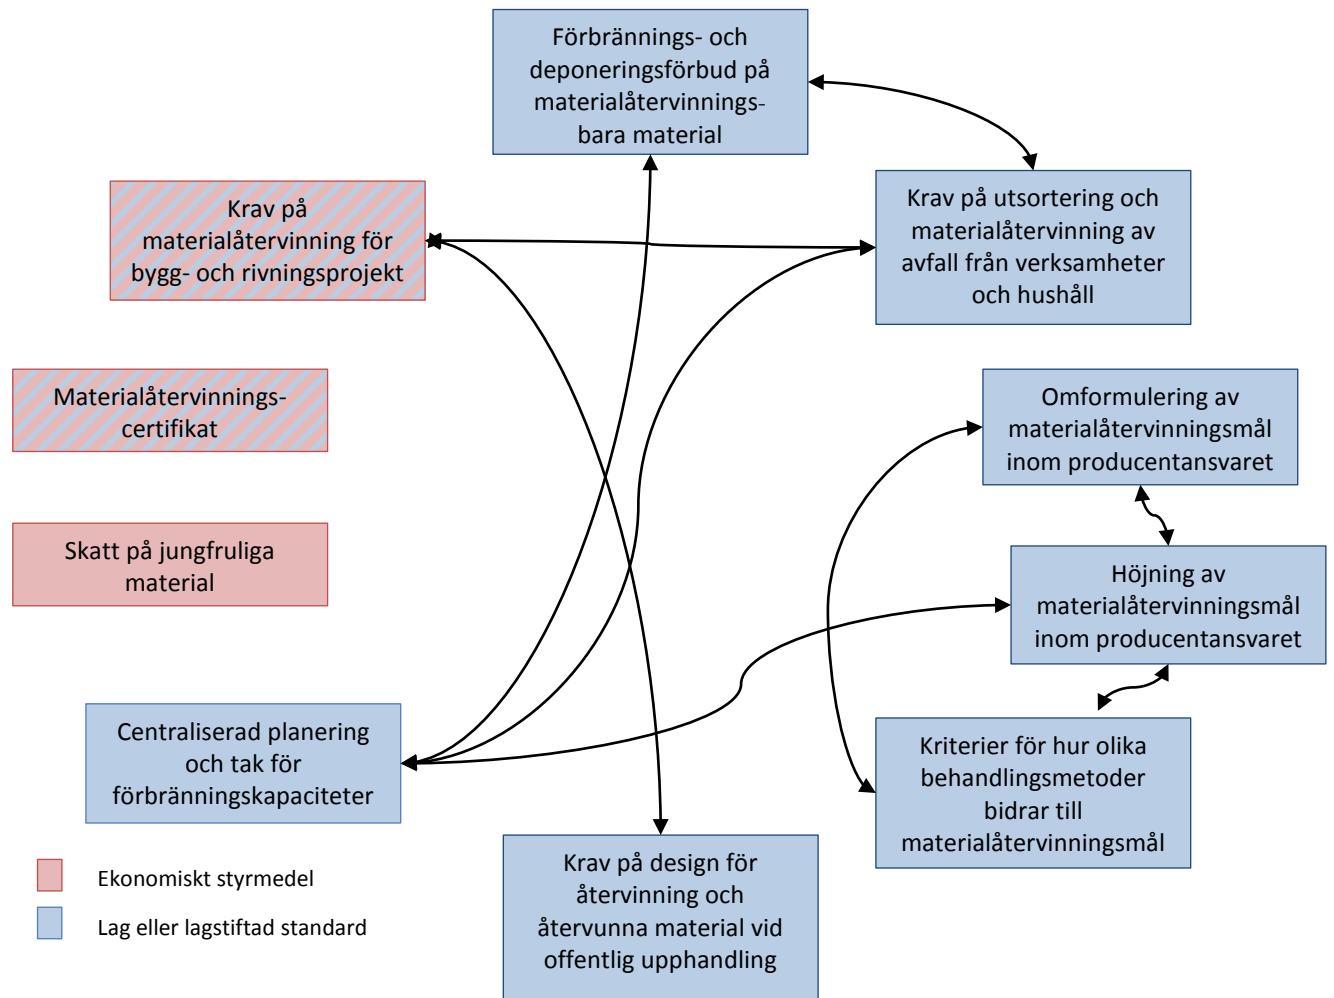 Förbrännings- och
deponeringsförbud på
materialåtervinnings-
bara material
Krav på
materialåtervinning för
bygg- och rivningsprojekt
Krav på utsortering och
materialåtervinning av
avfall från verksamheter
och hushåll
Materialåtervinnings-
certifikat
Omformulering av
materialåtervinningsmål
inom producentansvaret
Skatt på jungfruliga
material
Höjning av
materialåtervinningsmål
inom producentansvaret
Centraliserad planering
och tak för
förbränningskapaciteter
Kriterier för hur olika
behandlingsmetoder
bidrar till
materialåtervinningsmål
Krav på design för
återvinning och
återvunna material vid
offentlig upphandling
Ekonomiskt styrmedel
Lag eller lagstiftad standard